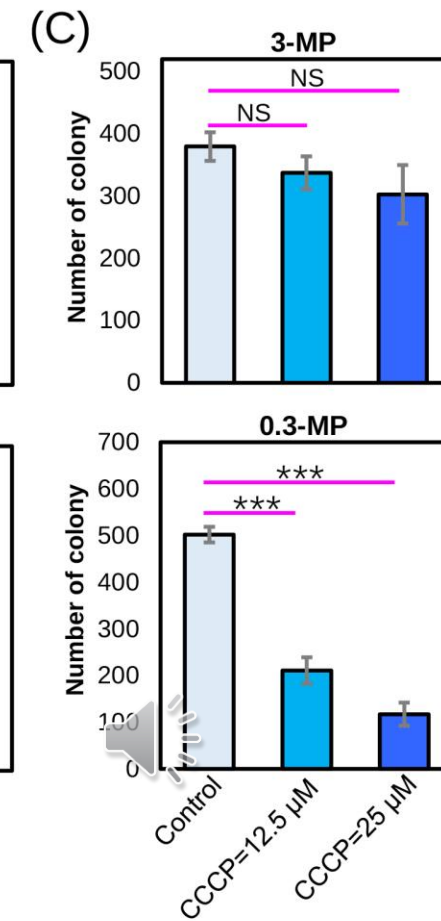 (C)
3-MP
Number of colony
500
400
300
200
100
0
NS
NS
0.3-MP
Number of colony
700
600
500
400
300
200
100
0
***
***
Control
CCCP=12.5 µM
CCCP=25 µM